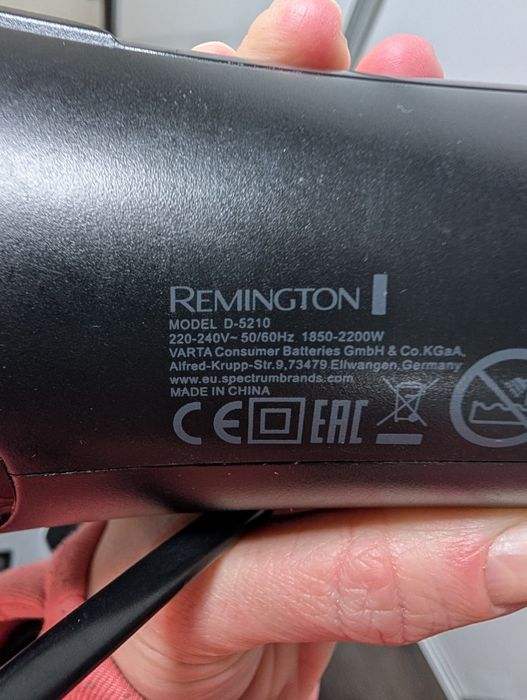 REMINGTON
MODEL D-5210
220-240V~ 50/60Hz 1850-2200W
VARTA Consumer Batteries GmbH & Co.KGaA,
Alfred-Krupp-Str.9,73479 Ellwangen,Germany
www.eu.spectrumbrands.com
MADE IN CHINA
CE EAC